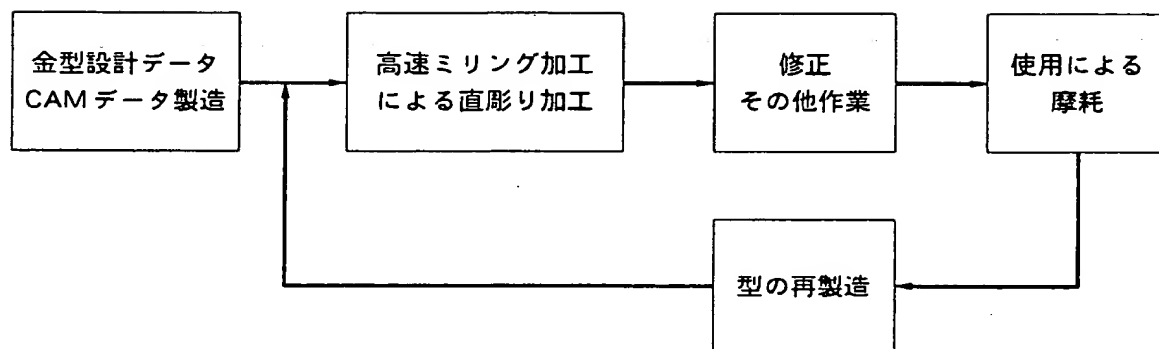 金型設計データ
CAMデータ製造
高速ミリング加工
による直彫り加工
修正
その他作業
使用による
摩耗
型の再製造